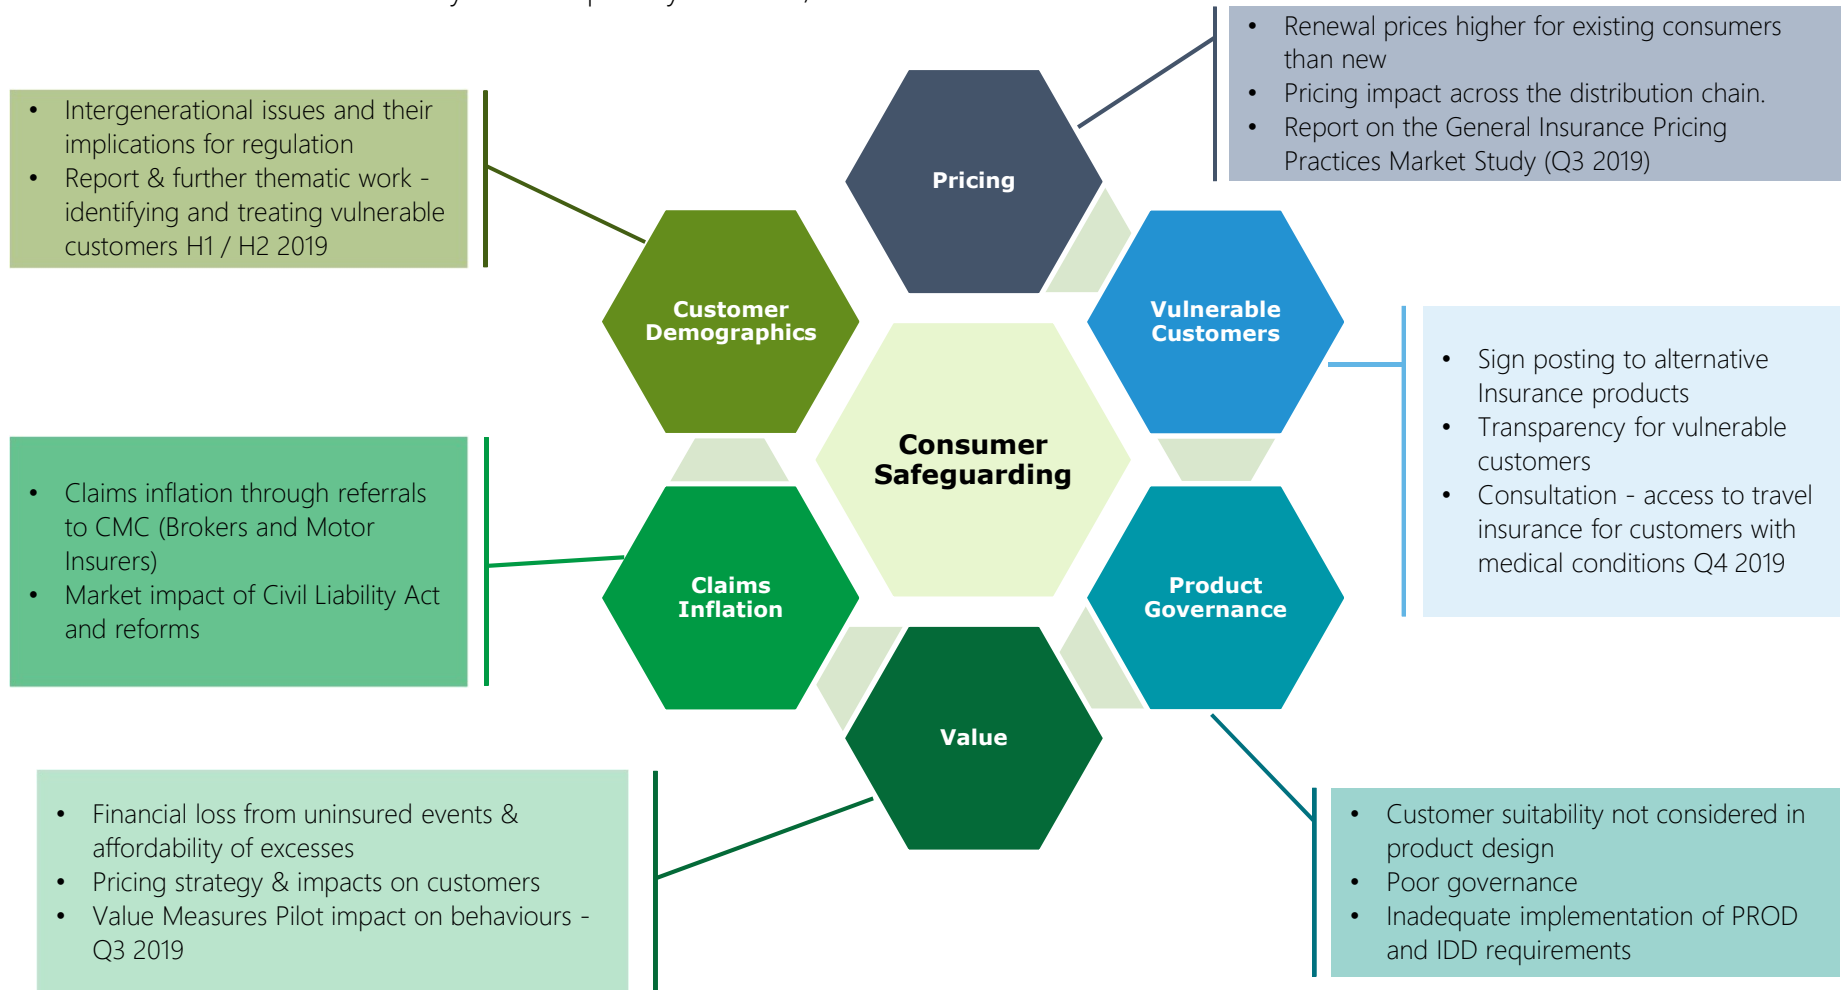 • Renewal prices higher for existing consumers
than new
• Pricing impact across the distribution chain.
• Report on the General Insurance Pricing
Practices Market Study (Q3 2019)
• Intergenerational issues and their
implications for regulation
• Report & further thematic work -
identifying and treating vulnerable
customers H1 / H2 2019
Pricing
Customer
Demographics
Vulnerable
Customers
• Sign posting to alternative
Insurance products
• Transparency for vulnerable
customers
• Consultation - access to travel
insurance for customers with
medical conditions Q4 2019
Consumer
Safeguarding
• Claims inflation through referrals
to CMC (Brokers and Motor
Insurers)
• Market impact of Civil Liability Act
and reforms
Claims
Inflation
Product
Governance
Value
• Financial loss from uninsured events &
affordability of excesses
• Pricing strategy & impacts on customers
• Value Measures Pilot impact on behaviours -
Q3 2019
• Customer suitability not considered in
product design
• Poor governance
• Inadequate implementation of PROD
and IDD requirements